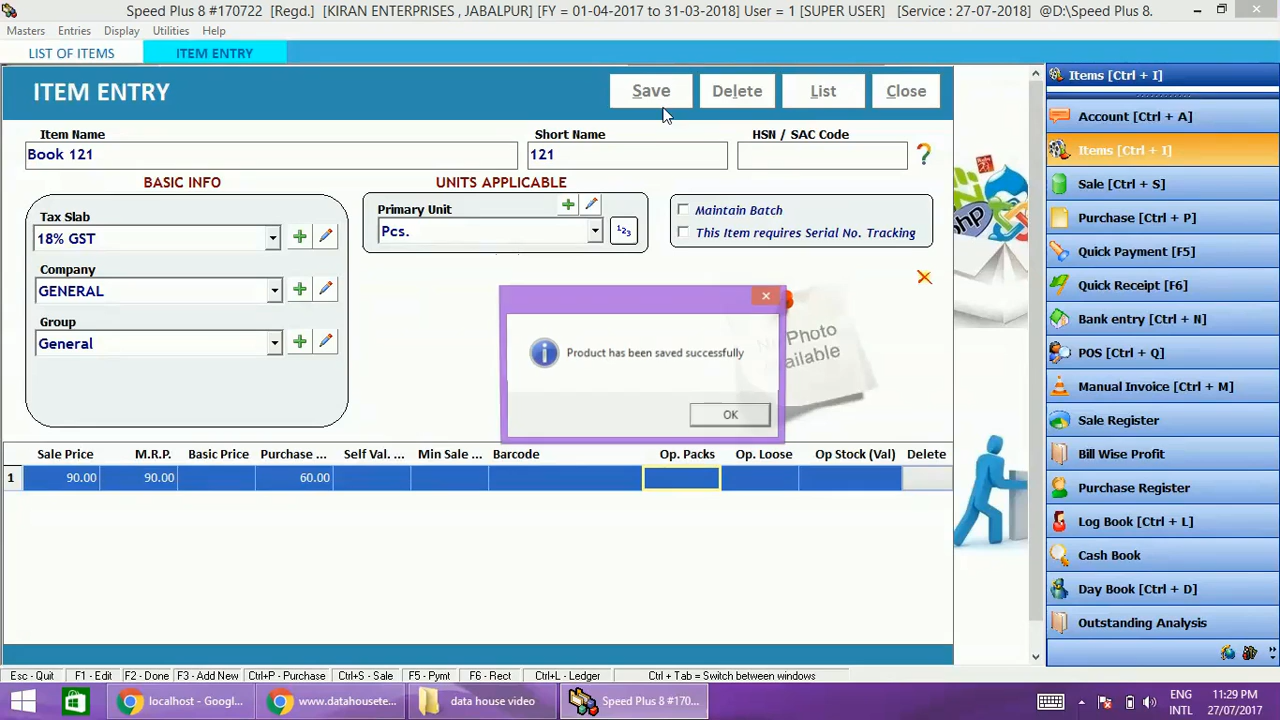 Speed Plus 8 #170722 [Regd.] [KIRAN ENTERPRISES , JABALPUR] [FY = 01-04-2017 to 31-03-2018] User = 1 [SUPER USER] [Service : 27-07-2018] @D:\Speed Plus 8.
Masters Entries Display Utilities Help
LIST OF ITEMS ITEM ENTRY
Items [Ctrl + I]
ITEM ENTRY Save Delete List Close
Account [Ctrl + A]
Item Name Short Name HSN / SAC Code
Book 121 121
Items [Ctrl + I]
BASIC INFO UNITS APPLICABLE
Sale [Ctrl + S]
Tax Slab Primary Unit Maintain Batch
Purchase [Ctrl + P]
18% GST Pcs. 123 This Item requires Serial No. Tracking
Quick Payment [F5]
Company
GENERAL
Quick Receipt [F6]
Bank entry [Ctrl + N]
Group
General
Product has been saved successfully
Photo
ailable
POS [Ctrl + Q]
Manual Invoice [Ctrl + M]
OK
Sale Register
Sale Price M.R.P. Basic Price Purchase ... Self Val. ... Min Sale ... Barcode Op. Packs Op. Loose Op Stock (Val) Delete
Bill Wise Profit
1 90.00 90.00 60.00
Purchase Register
Log Book [Ctrl + L]
Cash Book
Day Book [Ctrl + D]
Outstanding Analysis
Esc - Quit F1 - Edit F2 - Done F3 - Add New Ctrl+P - Purchase Ctrl+S - Sale F5 - Pymt F6 - Rect Ctrl+L - Ledger Ctrl + Tab = Switch between windows
localhost - Googl... www.datahousete... data house video Speed Plus 8 #170... ENG INTL 11:29 PM 27/07/2017